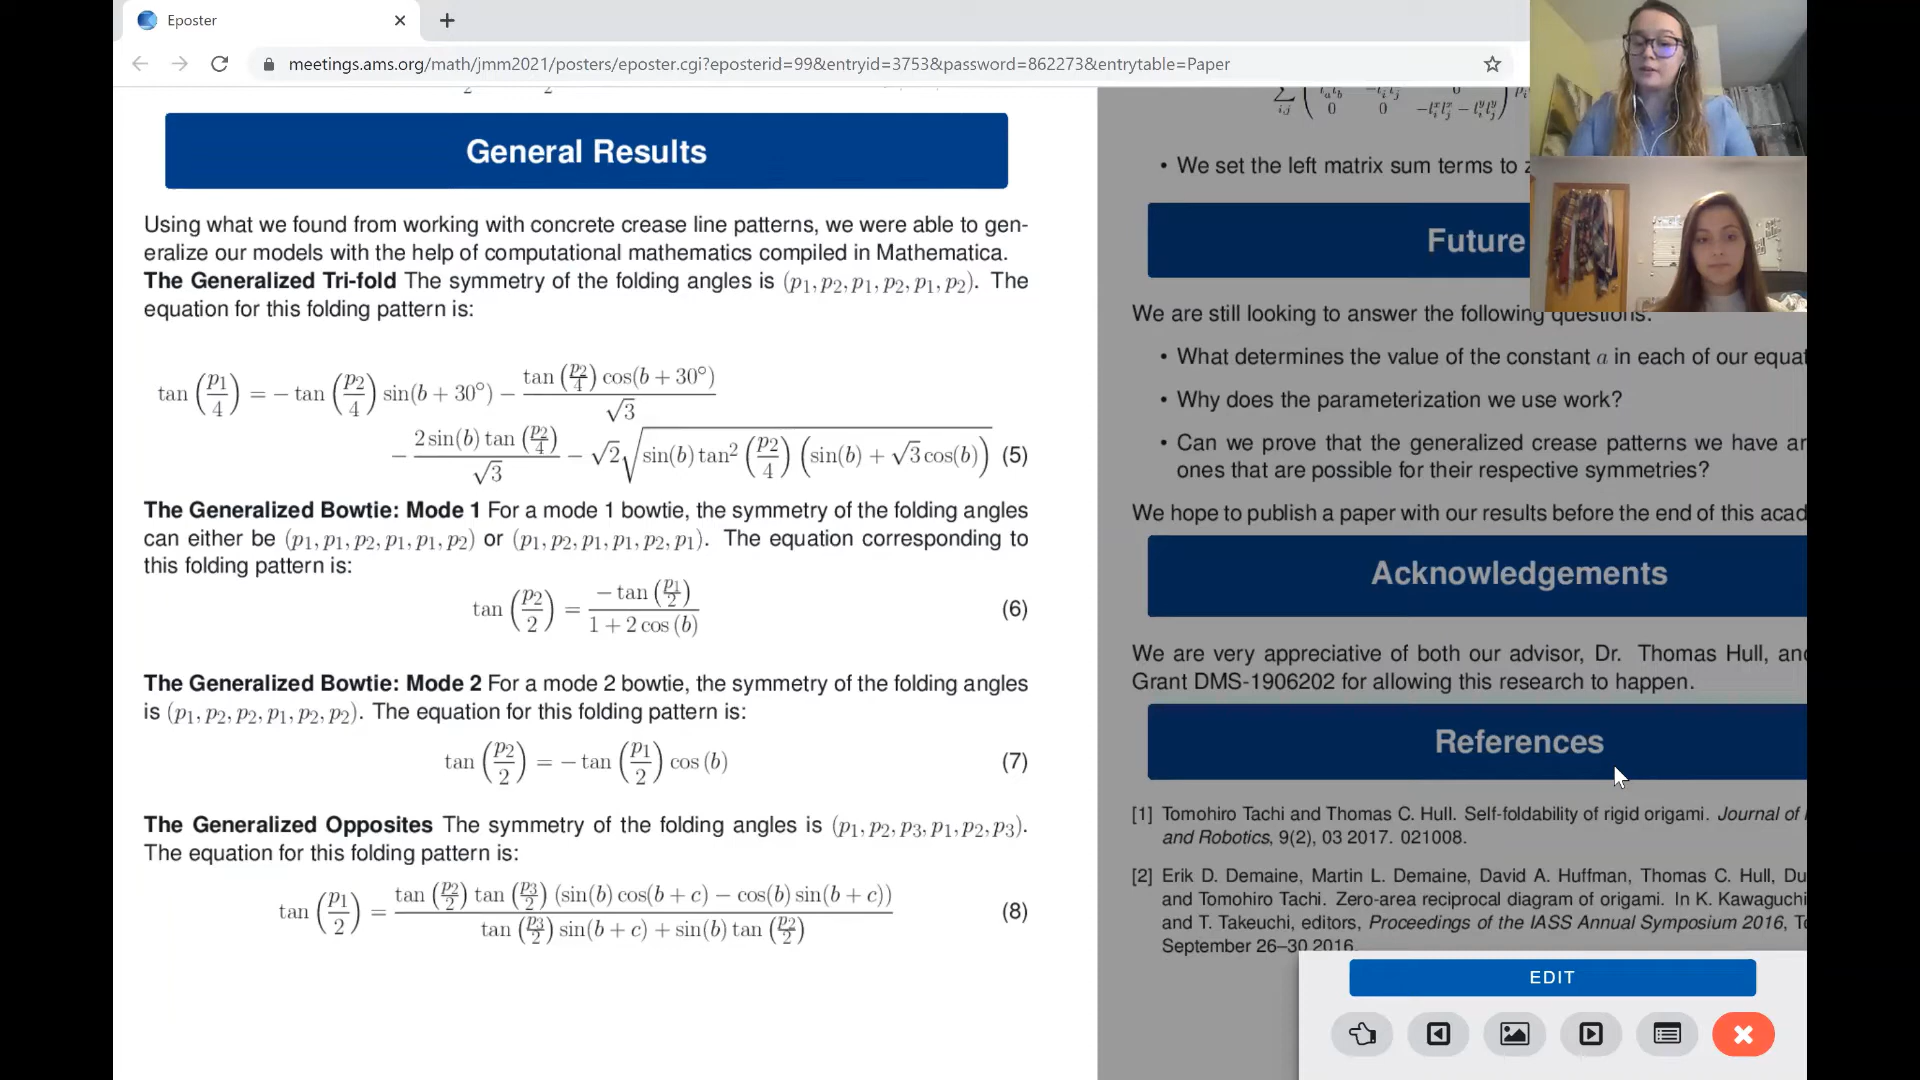 Eposter
meetings.ams.org/math/jmm2021/posters/eposter.cgi?eposterid=99&entryid=3753&password=862273&entrytable=Paper
General Results
Using what we found from working with concrete crease line patterns, we were able to gen-
eralize our models with the help of computational mathematics compiled in Mathematica.
The Generalized Tri-fold The symmetry of the folding angles is (p₁, p₂, p₁, p₂, p₁, p₂). The
equation for this folding pattern is:
tan (p₁/4) = − tan (p₂/4) sin(b + 30°) − tan (p₂/4) cos(b + 30°)/√3
− 2 sin(b) tan (p₂/4)/√3 − √2 √(sin(b) tan² (p₂/4) (sin(b) + √3 cos(b))) (5)
The Generalized Bowtie: Mode 1 For a mode 1 bowtie, the symmetry of the folding angles
can either be (p₁, p₁, p₂, p₁, p₁, p₂) or (p₁, p₂, p₁, p₁, p₂, p₁). The equation corresponding to
this folding pattern is:
tan (p₂/2) = − tan (p₁/2)/(1 + 2 cos (b)) (6)
The Generalized Bowtie: Mode 2 For a mode 2 bowtie, the symmetry of the folding angles
is (p₁, p₂, p₂, p₁, p₂, p₂). The equation for this folding pattern is:
tan (p₂/2) = − tan (p₁/2) cos (b) (7)
The Generalized Opposites The symmetry of the folding angles is (p₁, p₂, p₃, p₁, p₂, p₃).
The equation for this folding pattern is:
tan (p₁/2) = tan (p₂/2) tan (p₃/2) (sin(b) cos(b + c) − cos(b) sin(b + c))/(tan (p₃/2) sin(b + c) + sin(b) tan (p₂/2)) (8)
• We set the left matrix sum terms to
Future
We are still looking to answer the following questions:
• What determines the value of the constant a in each of our
• Why does the parameterization we use work?
• Can we prove that the generalized crease patterns we have
ones that are possible for their respective symmetries?
We hope to publish a paper with our results before the end of this
Acknowledgements
We are very appreciative of both our advisor, Dr. Thomas Hull,
Grant DMS-1906202 for allowing this research to happen.
References
[1] Tomohiro Tachi and Thomas C. Hull. Self-foldability of rigid origami. Journal of
and Robotics, 9(2), 03 2017. 021008.
[2] Erik D. Demaine, Martin L. Demaine, David A. Huffman, Thomas C. Hull,
and Tomohiro Tachi. Zero-area reciprocal diagram of origami. In K. Kawaguchi
and T. Takeuchi, editors, Proceedings of the IASS Annual Symposium 2016,
September 26–30 2016.
EDIT